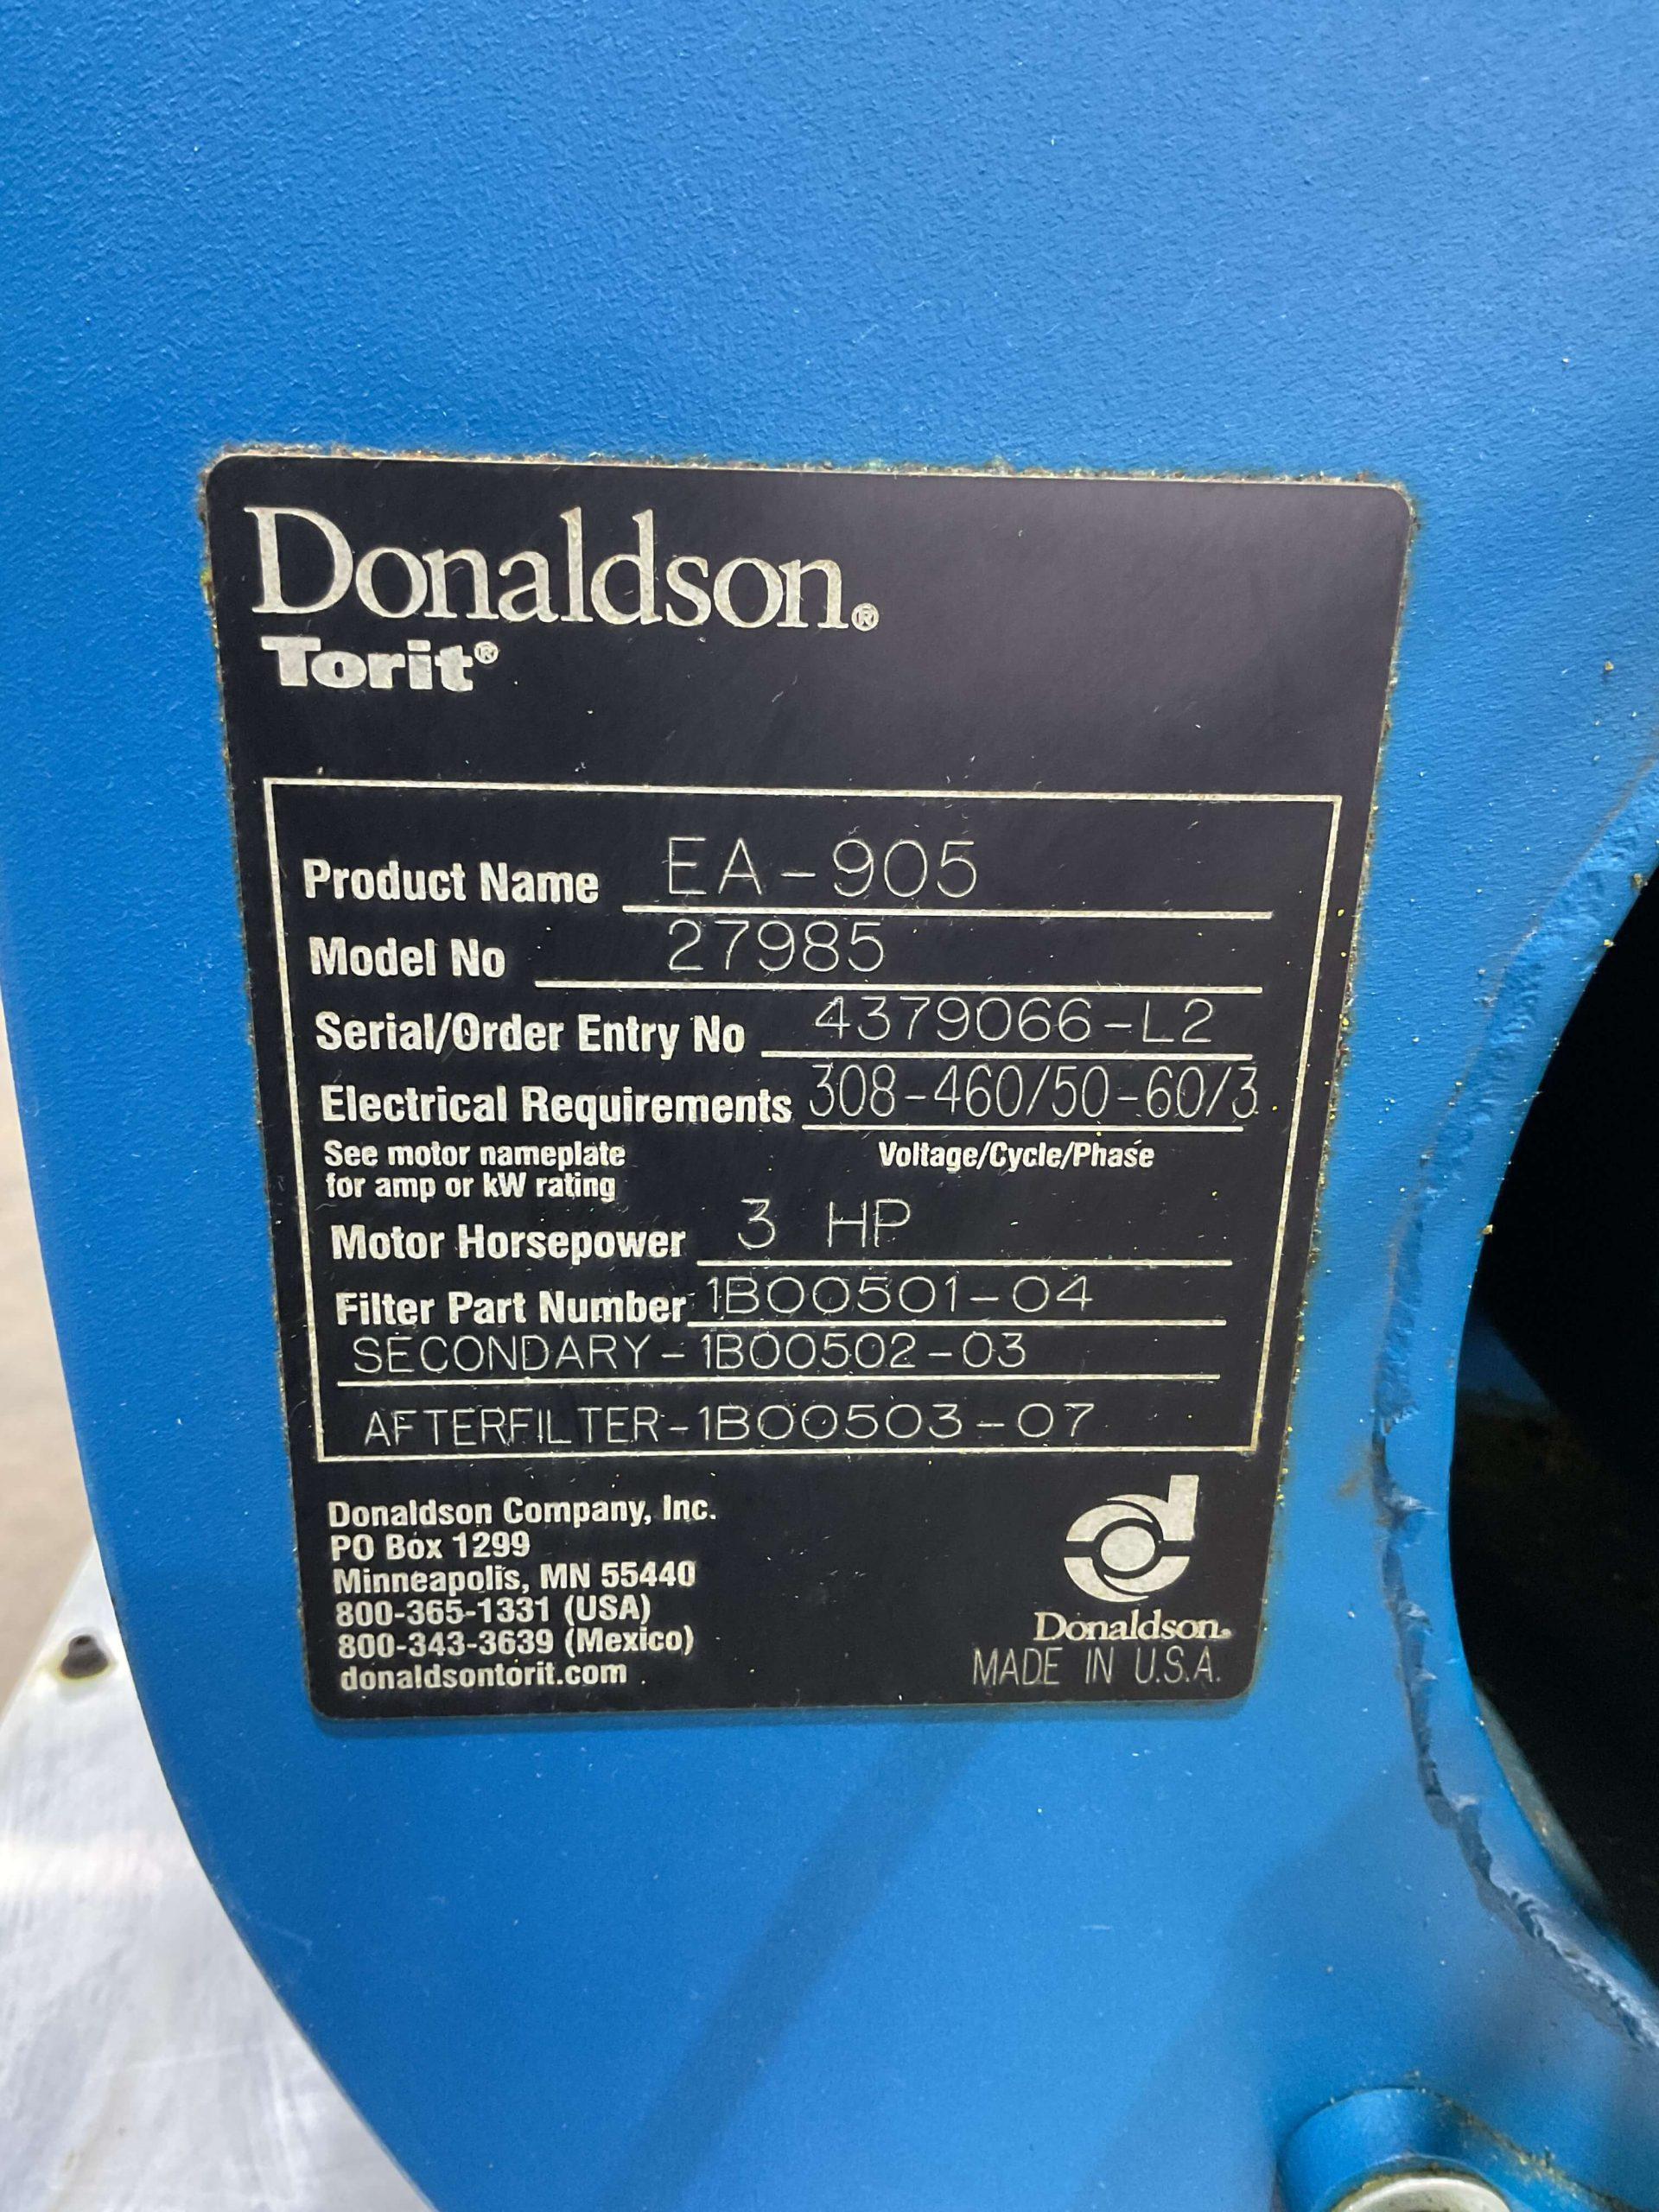 Donaldson®
Torit®
Product Name EA-905
Model No 27985
Serial/Order Entry No 4379066-L2
Electrical Requirements 308-460/50-60/3
See motor nameplate Voltage/Cycle/Phase
for amp or kW rating
Motor Horsepower 3 HP
Filter Part Number 1B00501-04
SECONDARY-1B00502-03
AFTERFILTER-1B00503-07
Donaldson Company, Inc.
PO Box 1299
Minneapolis, MN 55440
800-365-1331 (USA)
800-343-3639 (Mexico)
donaldsontorit.com
Donaldson®
MADE IN U.S.A.